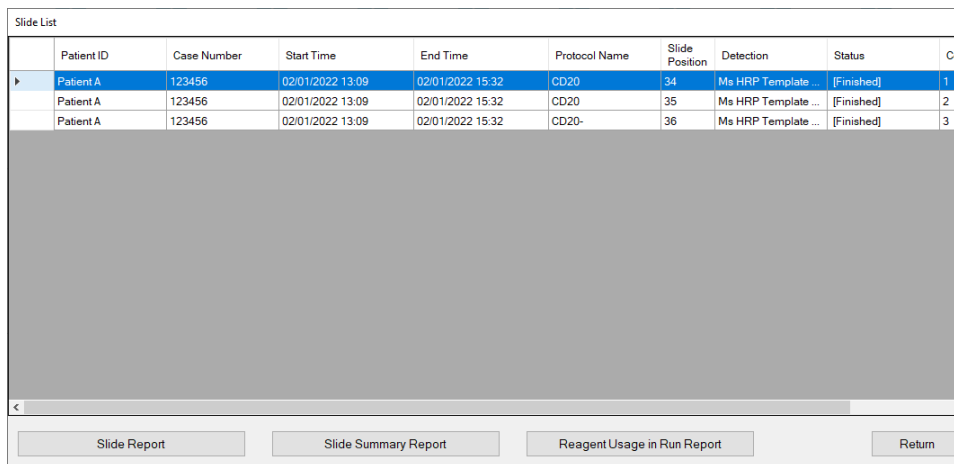 Slide List
Patient ID Case Number Start Time End Time Protocol Name Slide Position Detection Status
Patient A 123456 02/01/2022 13:09 02/01/2022 15:32 CD20 34 Ms HRP Template ... [Finished] 1
Patient A 123456 02/01/2022 13:09 02/01/2022 15:32 CD20 35 Ms HRP Template ... [Finished] 2
Patient A 123456 02/01/2022 13:09 02/01/2022 15:32 CD20- 36 Ms HRP Template ... [Finished] 3
Slide Report Slide Summary Report Reagent Usage in Run Report Return